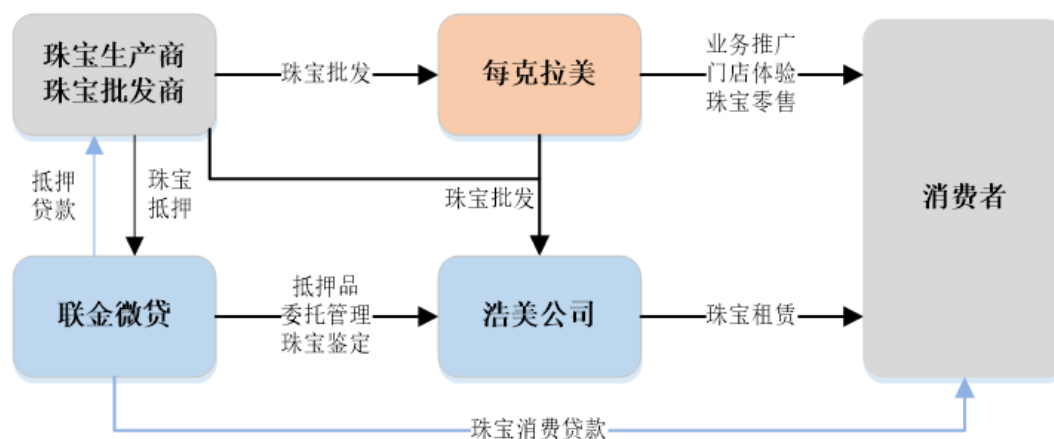 珠宝生产商
珠宝批发商
珠宝批发
每克拉美
业务推广
门店体验
珠宝零售
消费者
抵押
贷款
珠宝
抵押
珠宝批发
联金微贷
抵押品
委托管理
珠宝鉴定
浩美公司
珠宝租赁
珠宝消费贷款